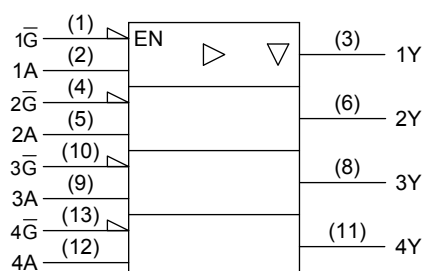 1G̅ (1) EN
1A (2) (3) 1Y
2G̅ (4)
2A (5) (6) 2Y
3G̅ (10)
3A (9) (8) 3Y
4G̅ (13)
4A (12) (11) 4Y